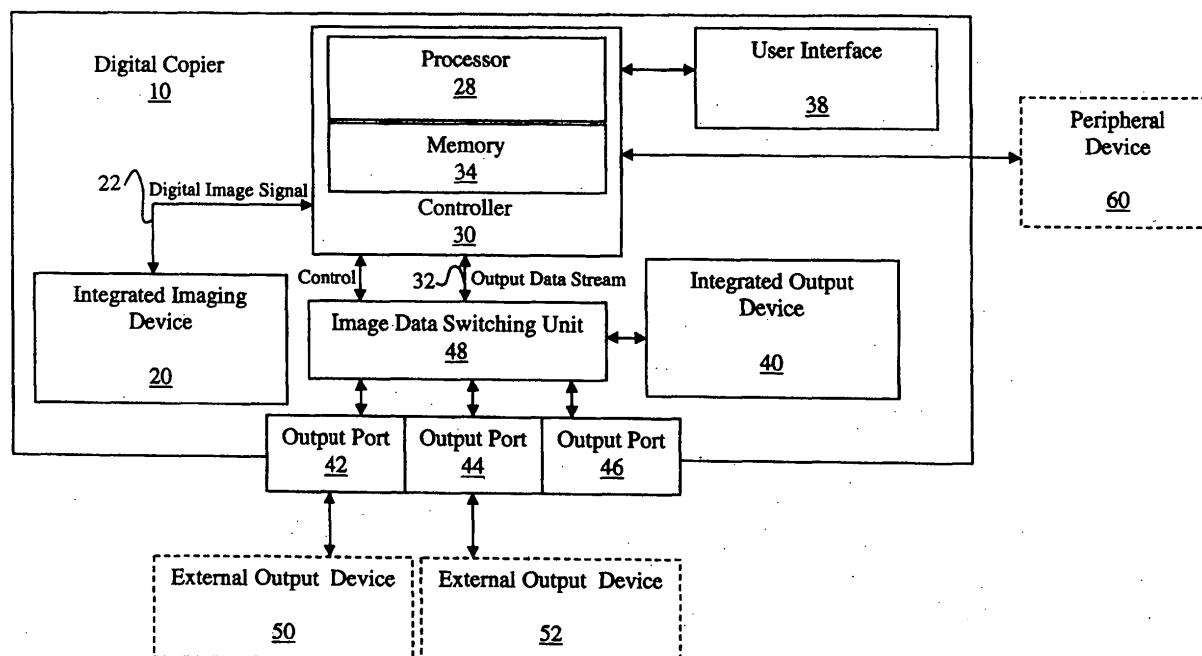 Digital Copier
10
Processor
28
Memory
34
Controller
30
User Interface
38
Peripheral
Device
60
22
Digital Image Signal
Control
32
Output Data Stream
Integrated Imaging
Device
20
Image Data Switching Unit
48
Integrated Output
Device
40
Output Port
42
Output Port
44
Output Port
46
External Output Device
50
External Output Device
52